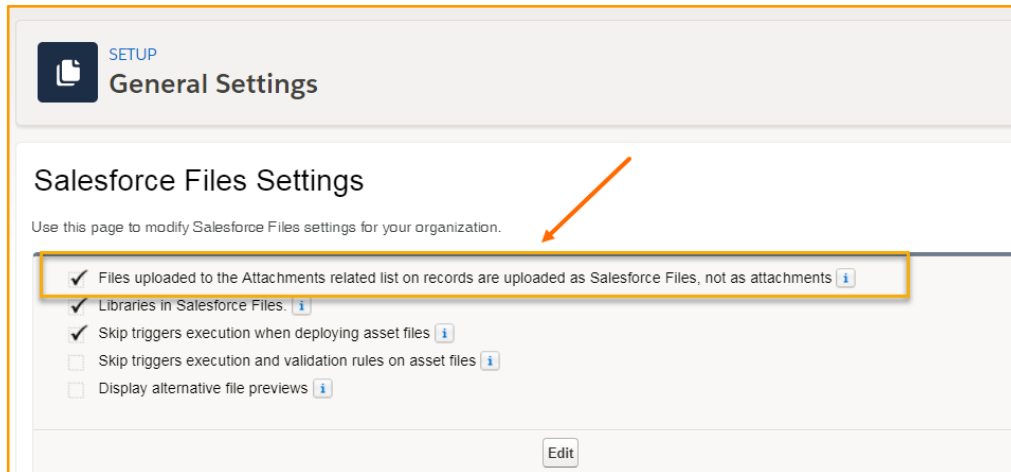 SETUP
General Settings
Salesforce Files Settings
Use this page to modify Salesforce Files settings for your organization.
Files uploaded to the Attachments related list on records are uploaded as Salesforce Files, not as attachments i
Libraries in Salesforce Files. i
Skip triggers execution when deploying asset files i
Skip triggers execution and validation rules on asset files i
Display alternative file previews i
Edit